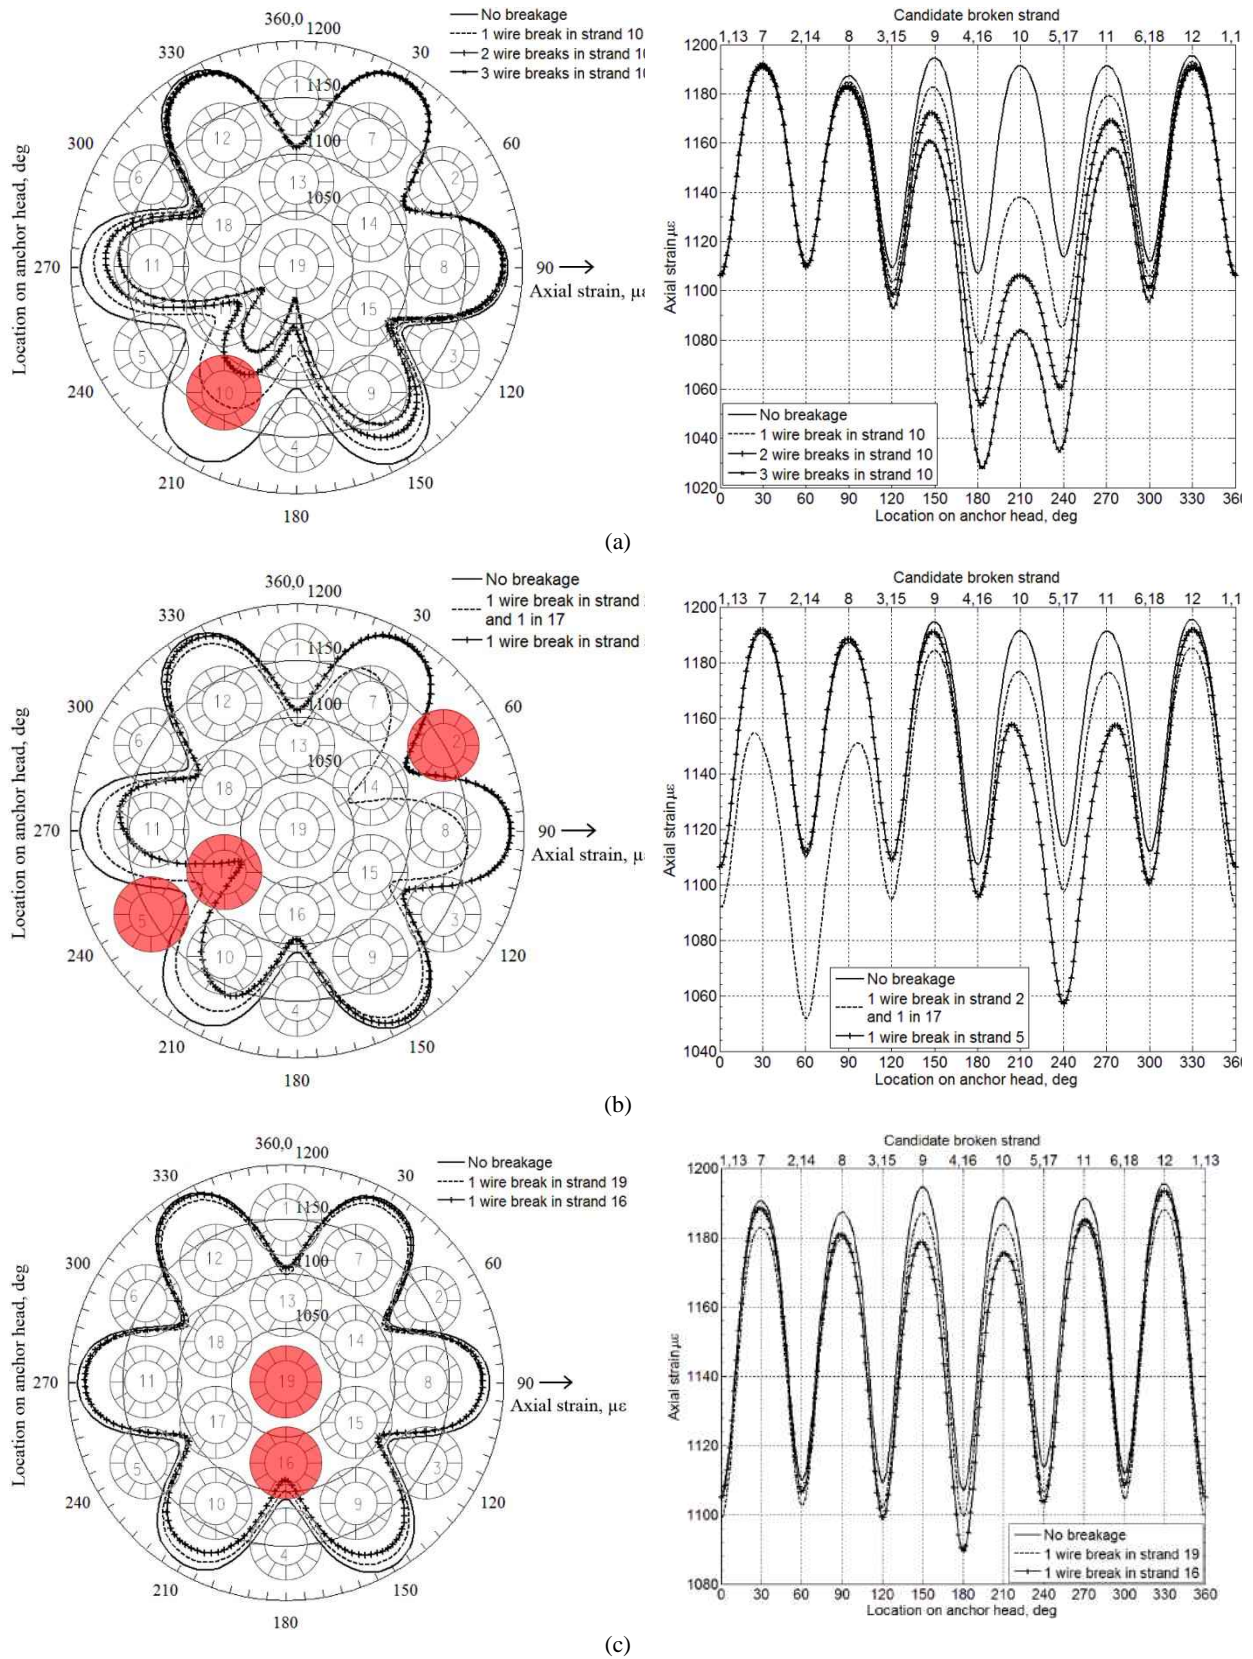 360,0
1200
330
30
1150
300
1100
60
1050
270
90
Axial strain, με
240
120
210
150
180
Location on anchor head, deg
1
12
7
6
13
2
18
14
11
19
8
15
5
3
10
9
4
No breakage
1 wire break in strand 10
2 wire breaks in strand 10
3 wire breaks in strand 10
Candidate broken strand
1,13 7 2,14 8 3,15 9 4,16 10 5,17 11 6,18 12 1,1
1200
1180
1160
1140
1120
1100
1080
1060
1040
1020
Axial strain,με
No breakage
1 wire break in strand 10
2 wire breaks in strand 10
3 wire breaks in strand 10
0 30 60 90 120 150 180 210 240 270 300 330 360
Location on anchor head, deg
(a)
360,0
1200
330
30
1150
300
1100
60
1050
270
90
Axial strain, με
240
120
210
150
180
Location on anchor head, deg
1
12
7
6
13
2
18
14
11
19
8
15
5
16
3
10
9
4
No breakage
1 wire break in strand
and 1 in 17
1 wire break in strand
Candidate broken strand
1,13 7 2,14 8 3,15 9 4,16 10 5,17 11 6,18 12 1,1
1200
1180
1160
1140
1120
1100
1080
1060
1040
Axial strain,με
No breakage
1 wire break in strand 2
and 1 in 17
1 wire break in strand 5
0 30 60 90 120 150 180 210 240 270 300 330 360
Location on anchor head, deg
(b)
360,0
1200
330
30
1150
300
1100
60
1050
270
90
Axial strain, με
240
120
210
150
180
Location on anchor head, deg
1
12
7
6
13
2
18
14
11
19
8
17
15
5
16
3
10
9
4
No breakage
1 wire break in strand 19
1 wire break in strand 16
Candidate broken strand
1,13 7 2,14 8 3,15 9 4,16 10 5,17 11 6,18 12 1,13
1200
1180
1160
1140
1120
1100
1080
Axial strain,με
No breakage
1 wire break in strand 19
1 wire break in strand 16
0 30 60 90 120 150 180 210 240 270 300 330 360
Location on anchor head, deg
(c)